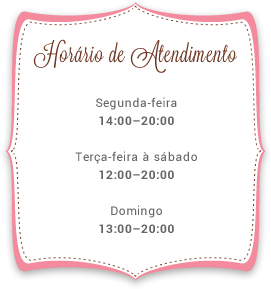 Horário de Atendimento
Segunda-feira
14:00–20:00
Terça-feira à sábado
12:00–20:00
Domingo
13:00–20:00